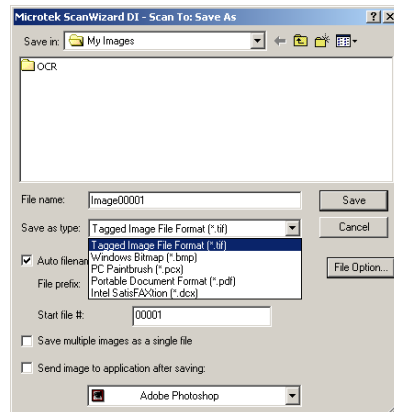 Microtek ScanWizard DI - Scan To: Save As
Save in: My Images
OCR
File name: Image00001 Save
Save as type: Tagged Image File Format (*.tif) Cancel
Tagged Image File Format (*.tif)
Windows Bitmap (*.bmp)
Auto filenam
PC Paintbrush (*.pcx)
File Option...
Portable Document Format (*.pdf)
File prefix:
Intel SatisFAXtion (*.dcx)
Start file #: 00001
Save multiple images as a single file
Send image to application after saving:
Adobe Photoshop